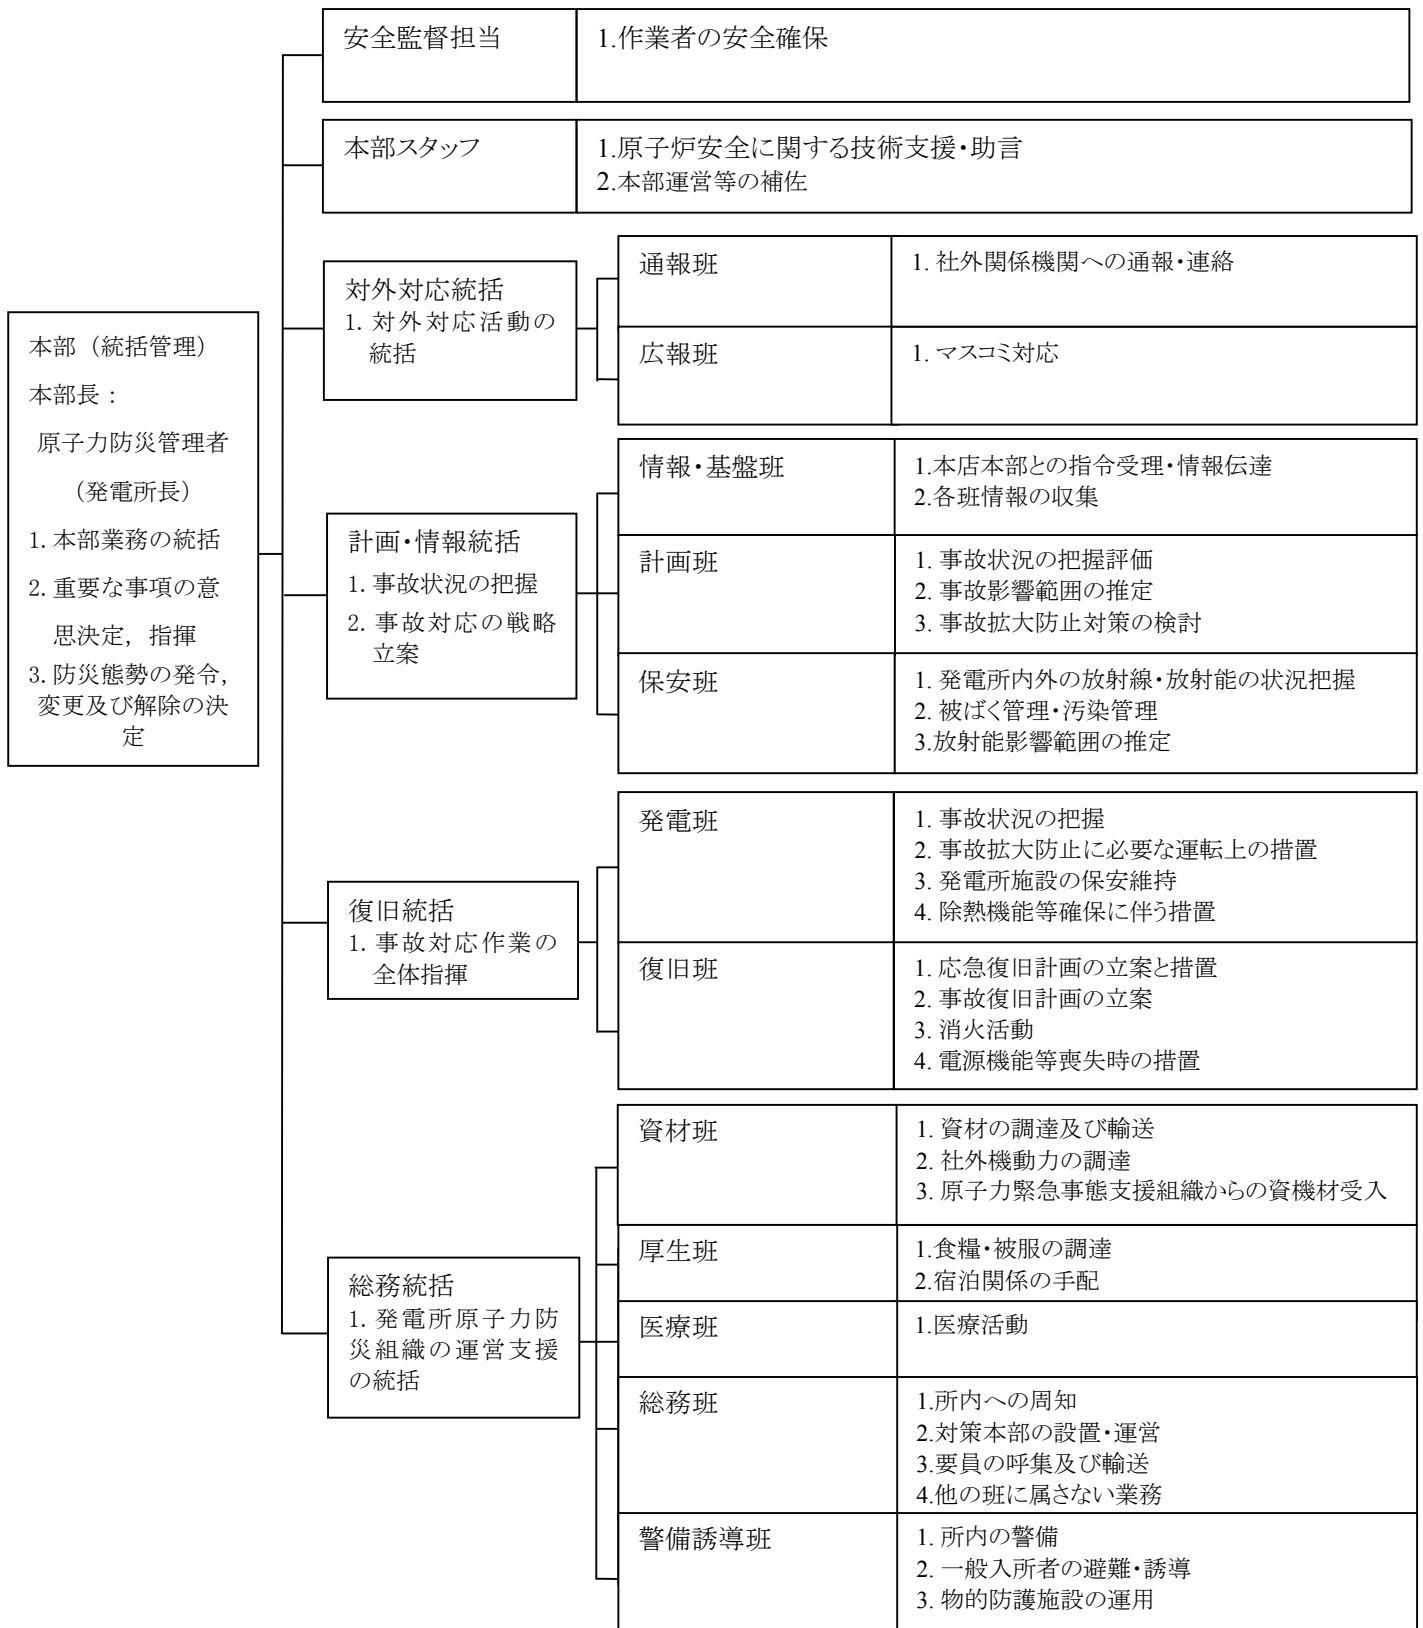 安全監督担当
1.作業者の安全確保
本部スタッフ
1.原子炉安全に関する技術支援・助言
2.本部運営等の補佐
本部（統括管理）
本部長：
原子力防災管理者
（発電所長）
1. 本部業務の統括
2. 重要な事項の意
思決定，指揮
3. 防災態勢の発令，
変更及び解除の決
定
対外対応統括
1. 対外対応活動の
統括
通報班
1. 社外関係機関への通報・連絡
広報班
1. マスコミ対応
計画・情報統括
1. 事故状況の把握
2. 事故対応の戦略
立案
情報・基盤班
1.本店本部との指令受理・情報伝達
2.各班情報の収集
計画班
1. 事故状況の把握評価
2. 事故影響範囲の推定
3. 事故拡大防止対策の検討
保安班
1. 発電所内外の放射線・放射能の状況把握
2. 被ばく管理・汚染管理
3.放射能影響範囲の推定
復旧統括
1. 事故対応作業の
全体指揮
発電班
1. 事故状況の把握
2. 事故拡大防止に必要な運転上の措置
3. 発電所施設の保安維持
4. 除熱機能等確保に伴う措置
復旧班
1. 応急復旧計画の立案と措置
2. 事故復旧計画の立案
3. 消火活動
4. 電源機能等喪失時の措置
総務統括
1. 発電所原子力防
災組織の運営支援
の統括
資材班
1. 資材の調達及び輸送
2. 社外機動力の調達
3. 原子力緊急事態支援組織からの資機材受入
厚生班
1.食糧・被服の調達
2.宿泊関係の手配
医療班
1.医療活動
総務班
1.所内への周知
2.対策本部の設置・運営
3.要員の呼集及び輸送
4.他の班に属さない業務
警備誘導班
1. 所内の警備
2. 一般入所者の避難・誘導
3. 物的防護施設の運用